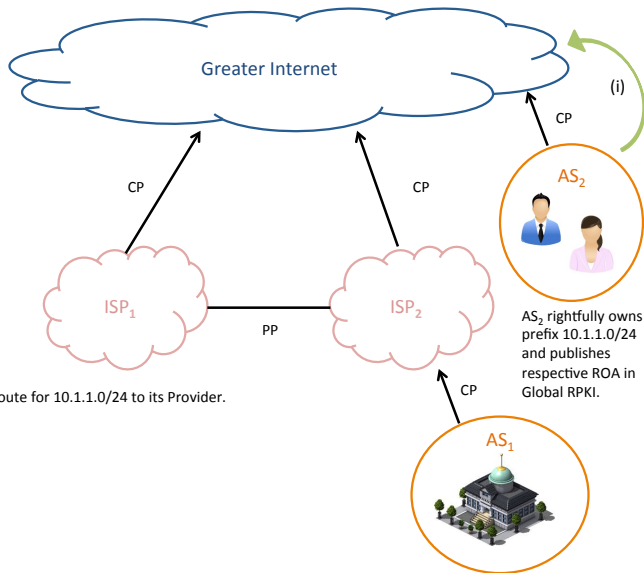 Greater Internet
(i)
CP
CP
CP
AS2
ISP1
ISP2
PP
AS2 rightfully owns
prefix 10.1.1.0/24
and publishes
respective ROA in
Global RPKI.
oute for 10.1.1.0/24 to its Provider.
CP
AS1